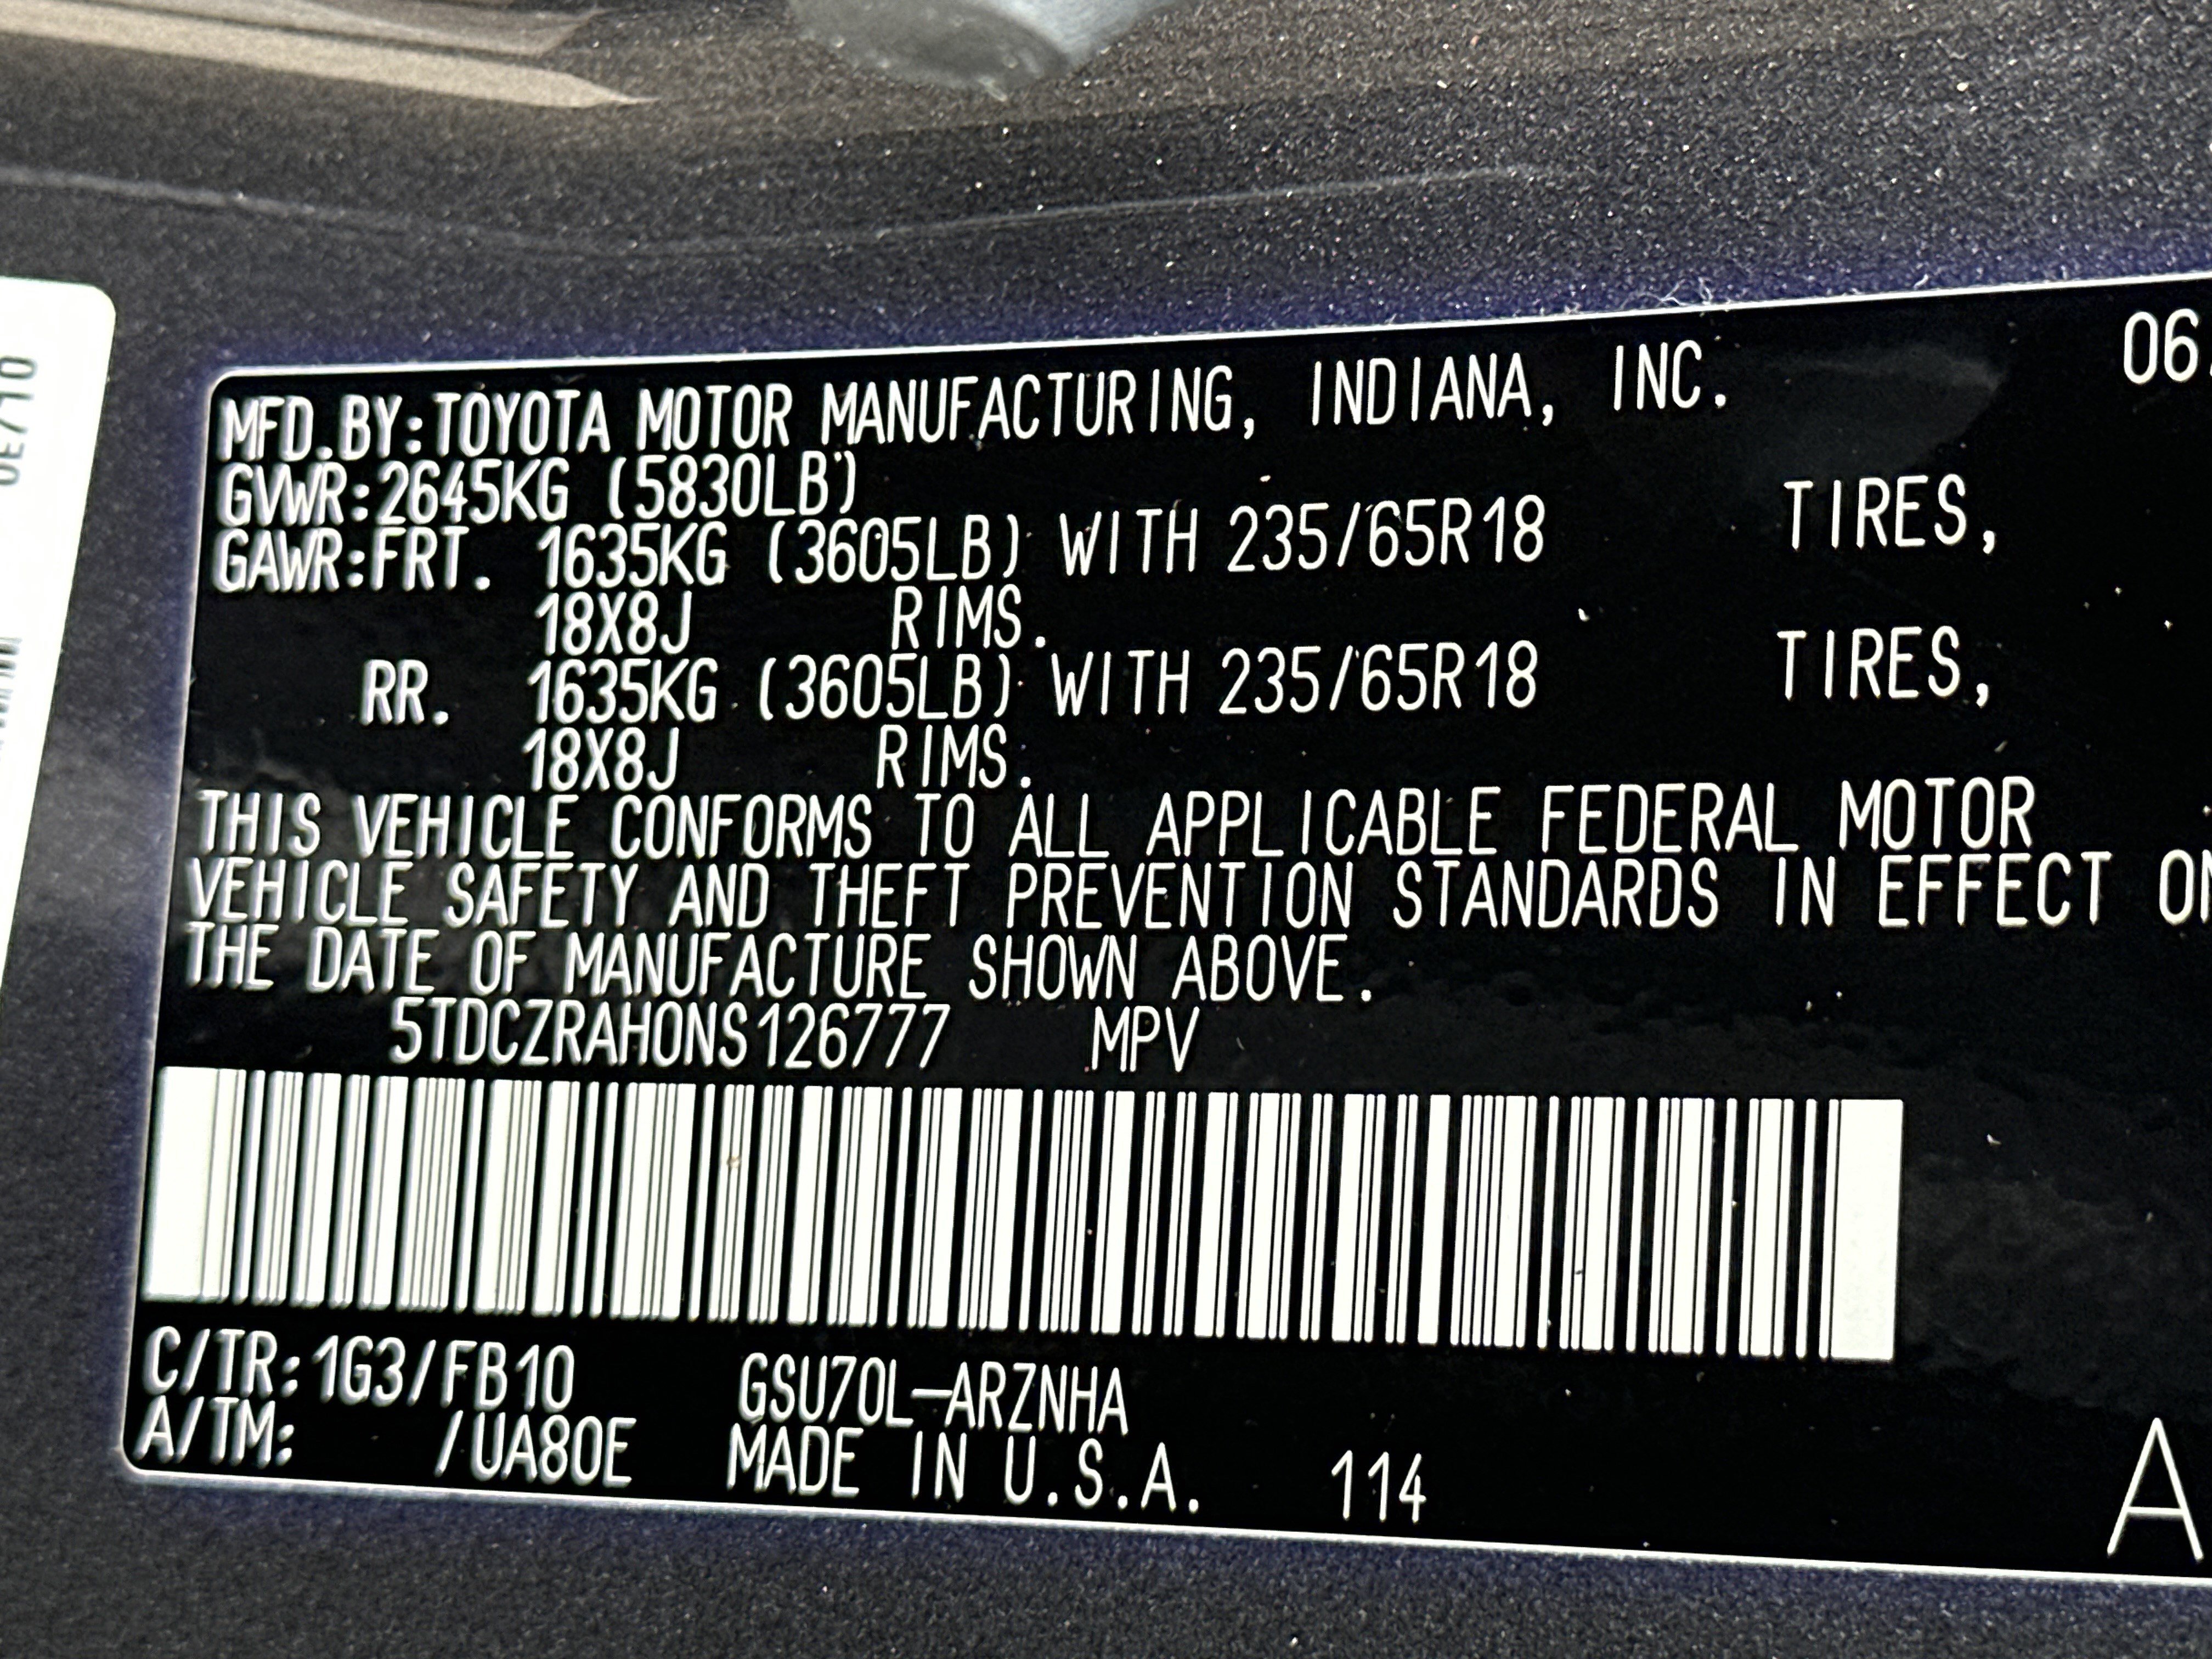 MFD.BY:TOYOTA MOTOR MANUFACTURING, INDIANA, INC. 06
GVWR:2645KG (5830LB)
GAWR:FRT. 1635KG (3605LB) WITH 235/65R18 TIRES,
18X8J RIMS.
RR. 1635KG (3605LB) WITH 235/65R18 TIRES,
18X8J RIMS.
THIS VEHICLE CONFORMS TO ALL APPLICABLE FEDERAL MOTOR
VEHICLE SAFETY AND THEFT PREVENTION STANDARDS IN EFFECT ON
THE DATE OF MANUFACTURE SHOWN ABOVE.
5TDCZRAH0NS126777 MPV
C/TR:1G3/FB10 GSU70L-ARZNHA
A/TM: /UA80E MADE IN U.S.A. 114
A